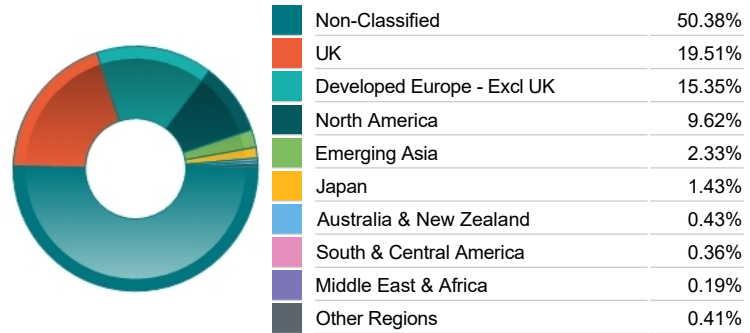 Non-Classified 50.38%
UK 19.51%
Developed Europe - Excl UK 15.35%
North America 9.62%
Emerging Asia 2.33%
Japan 1.43%
Australia & New Zealand 0.43%
South & Central America 0.36%
Middle East & Africa 0.19%
Other Regions 0.41%